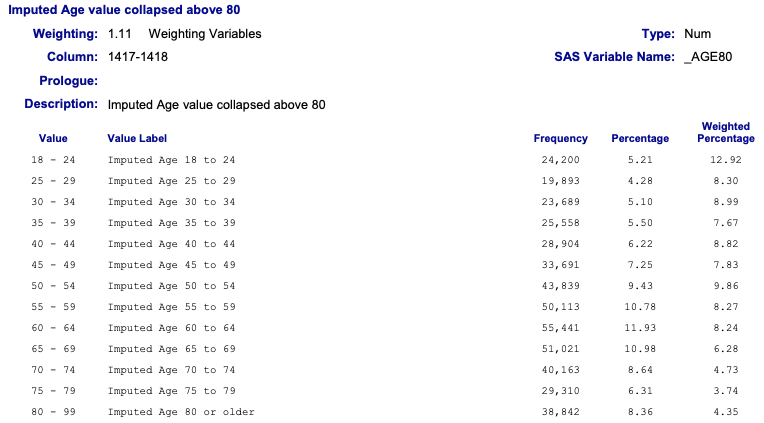 Imputed Age value collapsed above 80
Weighting: 1.11 Weighting Variables Type: Num
Column: 1417-1418 SAS Variable Name: _AGE80
Prologue:
Description: Imputed Age value collapsed above 80
Value Value Label Frequency Percentage Weighted Percentage
18 - 24 Imputed Age 18 to 24 24,200 5.21 12.92
25 - 29 Imputed Age 25 to 29 19,893 4.28 8.30
30 - 34 Imputed Age 30 to 34 23,689 5.10 8.99
35 - 39 Imputed Age 35 to 39 25,558 5.50 7.67
40 - 44 Imputed Age 40 to 44 28,904 6.22 8.82
45 - 49 Imputed Age 45 to 49 33,691 7.25 7.83
50 - 54 Imputed Age 50 to 54 43,839 9.43 9.86
55 - 59 Imputed Age 55 to 59 50,113 10.78 8.27
60 - 64 Imputed Age 60 to 64 55,441 11.93 8.24
65 - 69 Imputed Age 65 to 69 51,021 10.98 6.28
70 - 74 Imputed Age 70 to 74 40,163 8.64 4.73
75 - 79 Imputed Age 75 to 79 29,310 6.31 3.74
80 - 99 Imputed Age 80 or older 38,842 8.36 4.35